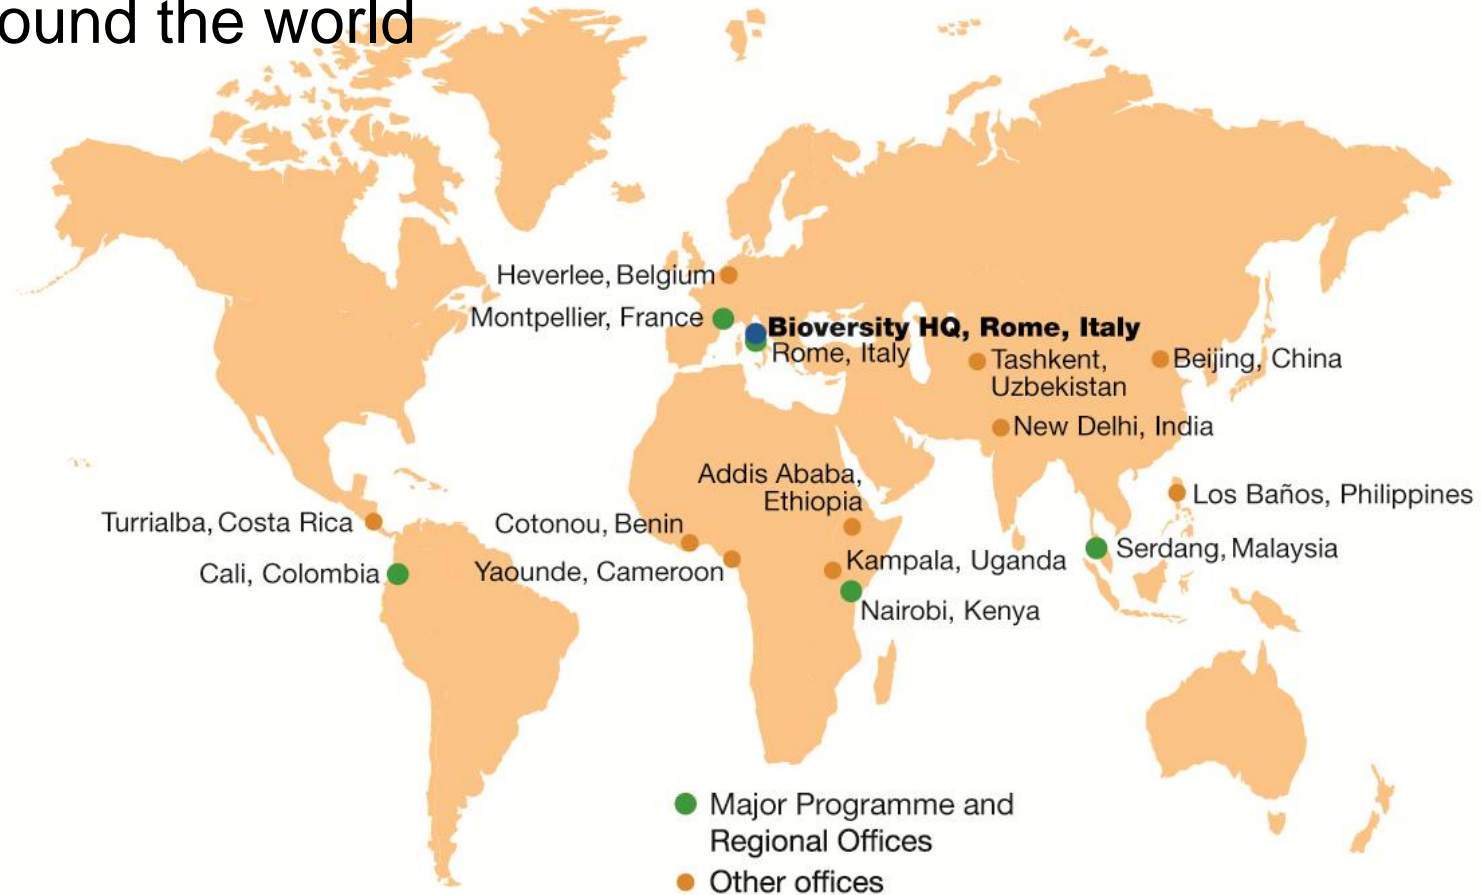 ound the world
Heverlee, Belgium
Montpellier, France
Bioversity HQ, Rome, Italy
Rome, Italy
Tashkent,
Uzbekistan
Beijing, China
New Delhi, India
Addis Ababa,
Ethiopia
Los Baños, Philippines
Turrialba, Costa Rica
Cotonou, Benin
Serdang, Malaysia
Cali, Colombia
Yaounde, Cameroon
Kampala, Uganda
Nairobi, Kenya
Major Programme and
Regional Offices
Other offices